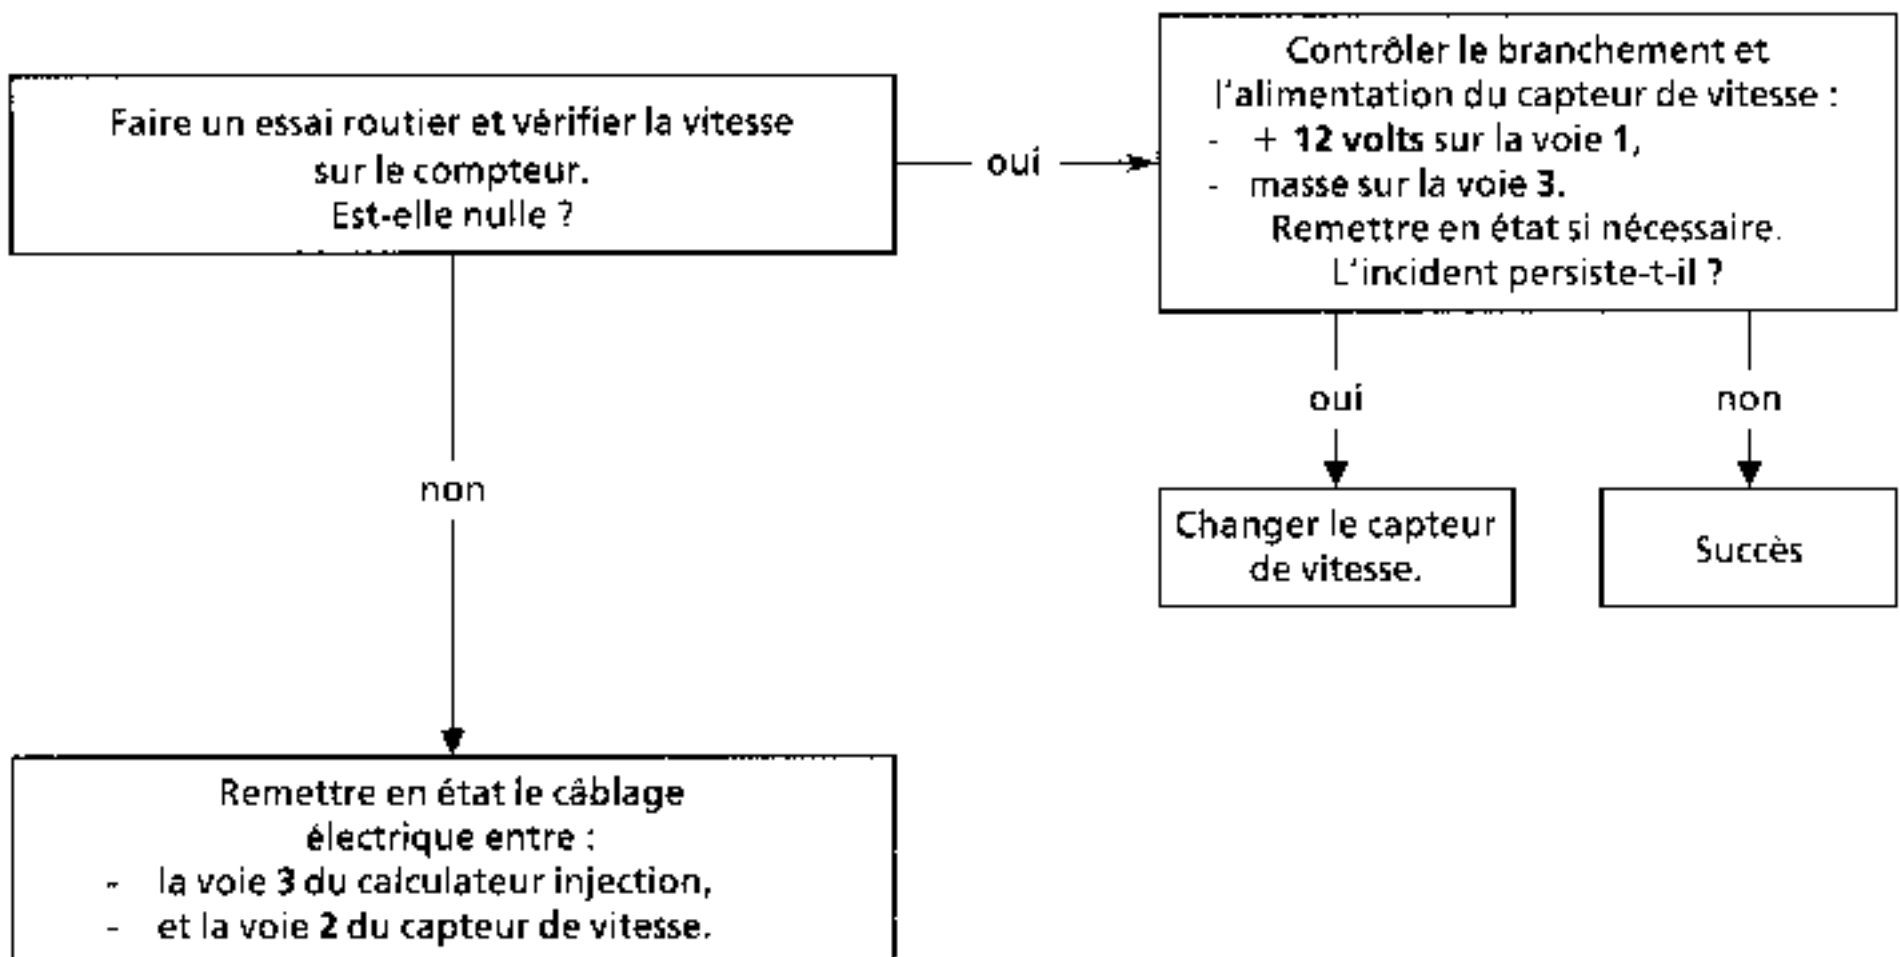 Faire un essai routier et vérifier la vitesse
sur le compteur.
Est-elle nulle ?
oui
Contrôler le branchement et
l'alimentation du capteur de vitesse :
- + 12 volts sur la voie 1,
- masse sur la voie 3.
Remettre en état si nécessaire.
L'incident persiste-t-il ?
oui
non
non
Changer le capteur
de vitesse.
Succès
Remettre en état le câblage
électrique entre :
- la voie 3 du calculateur injection,
- et la voie 2 du capteur de vitesse.